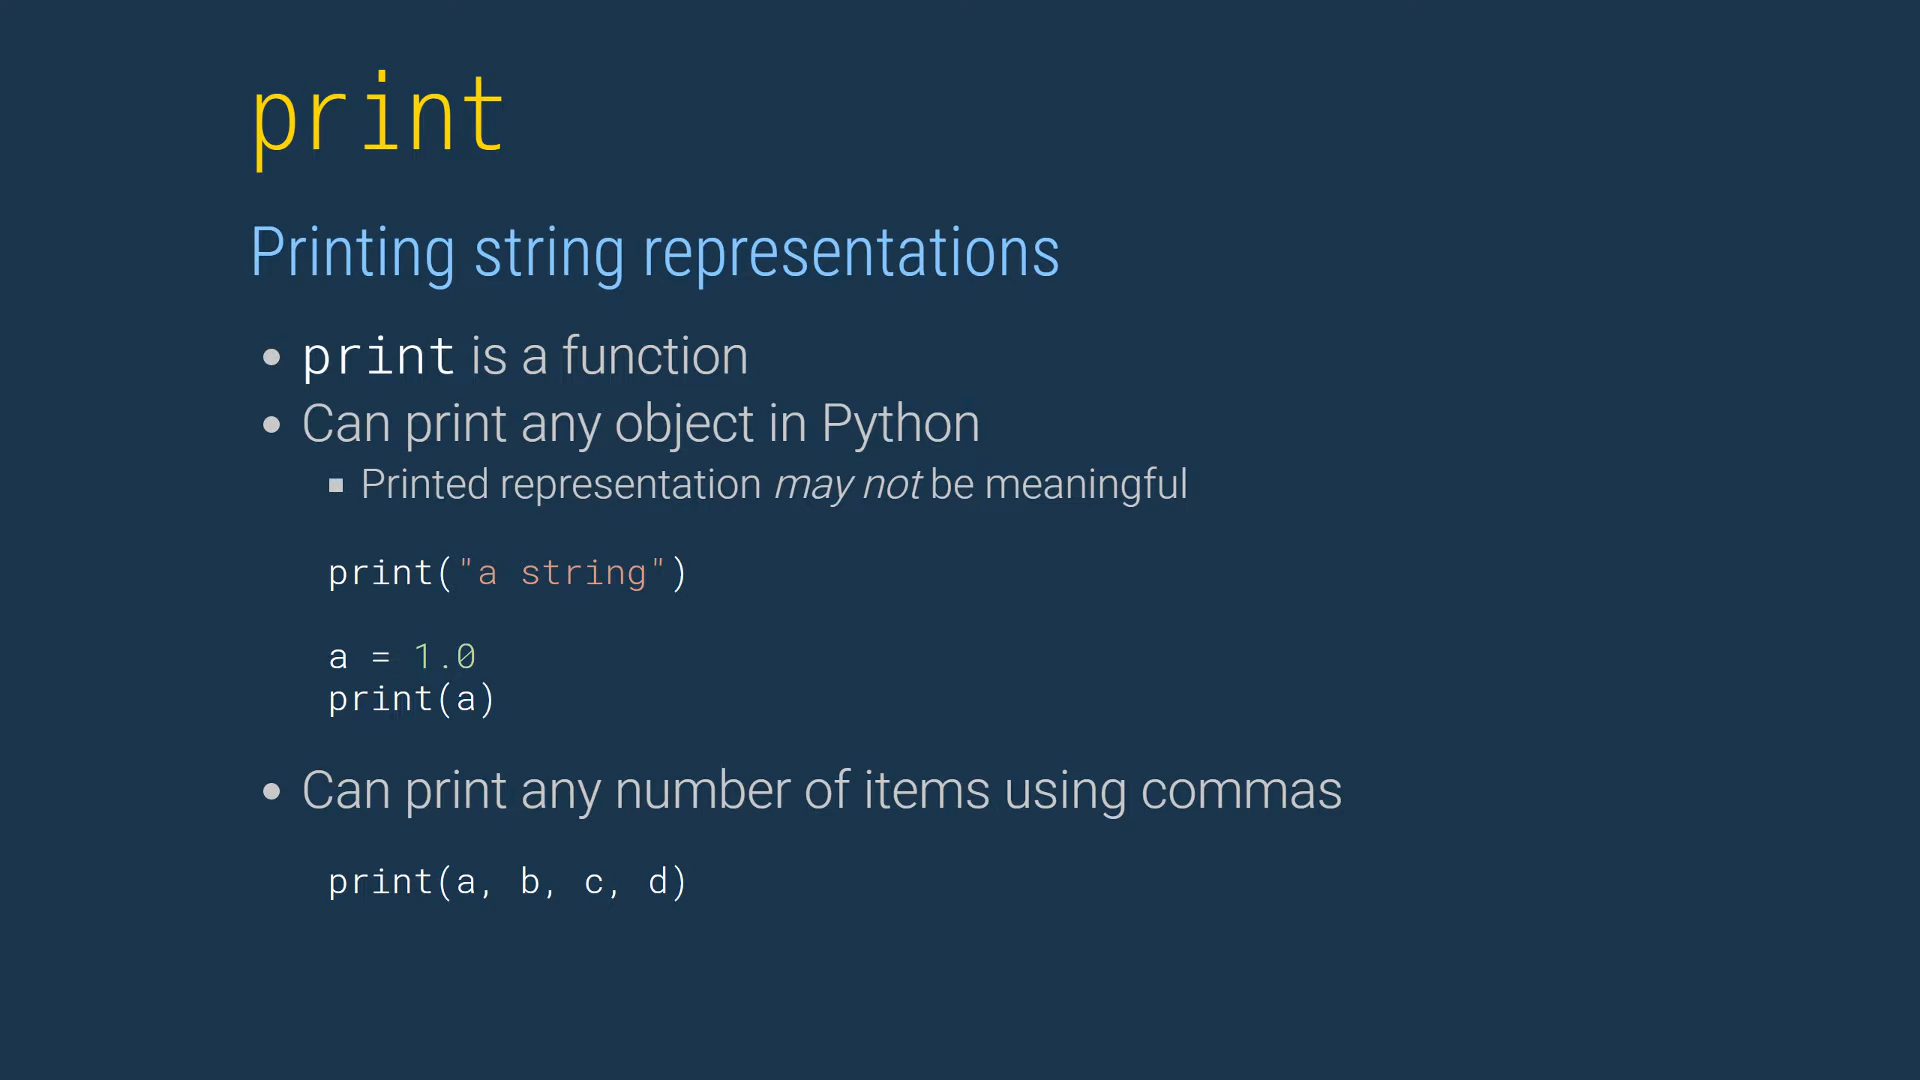 print
Printing string representations
• print is a function
• Can print any object in Python
▪ Printed representation may not be meaningful
print("a string")
a = 1.0
print(a)
• Can print any number of items using commas
print(a, b, c, d)